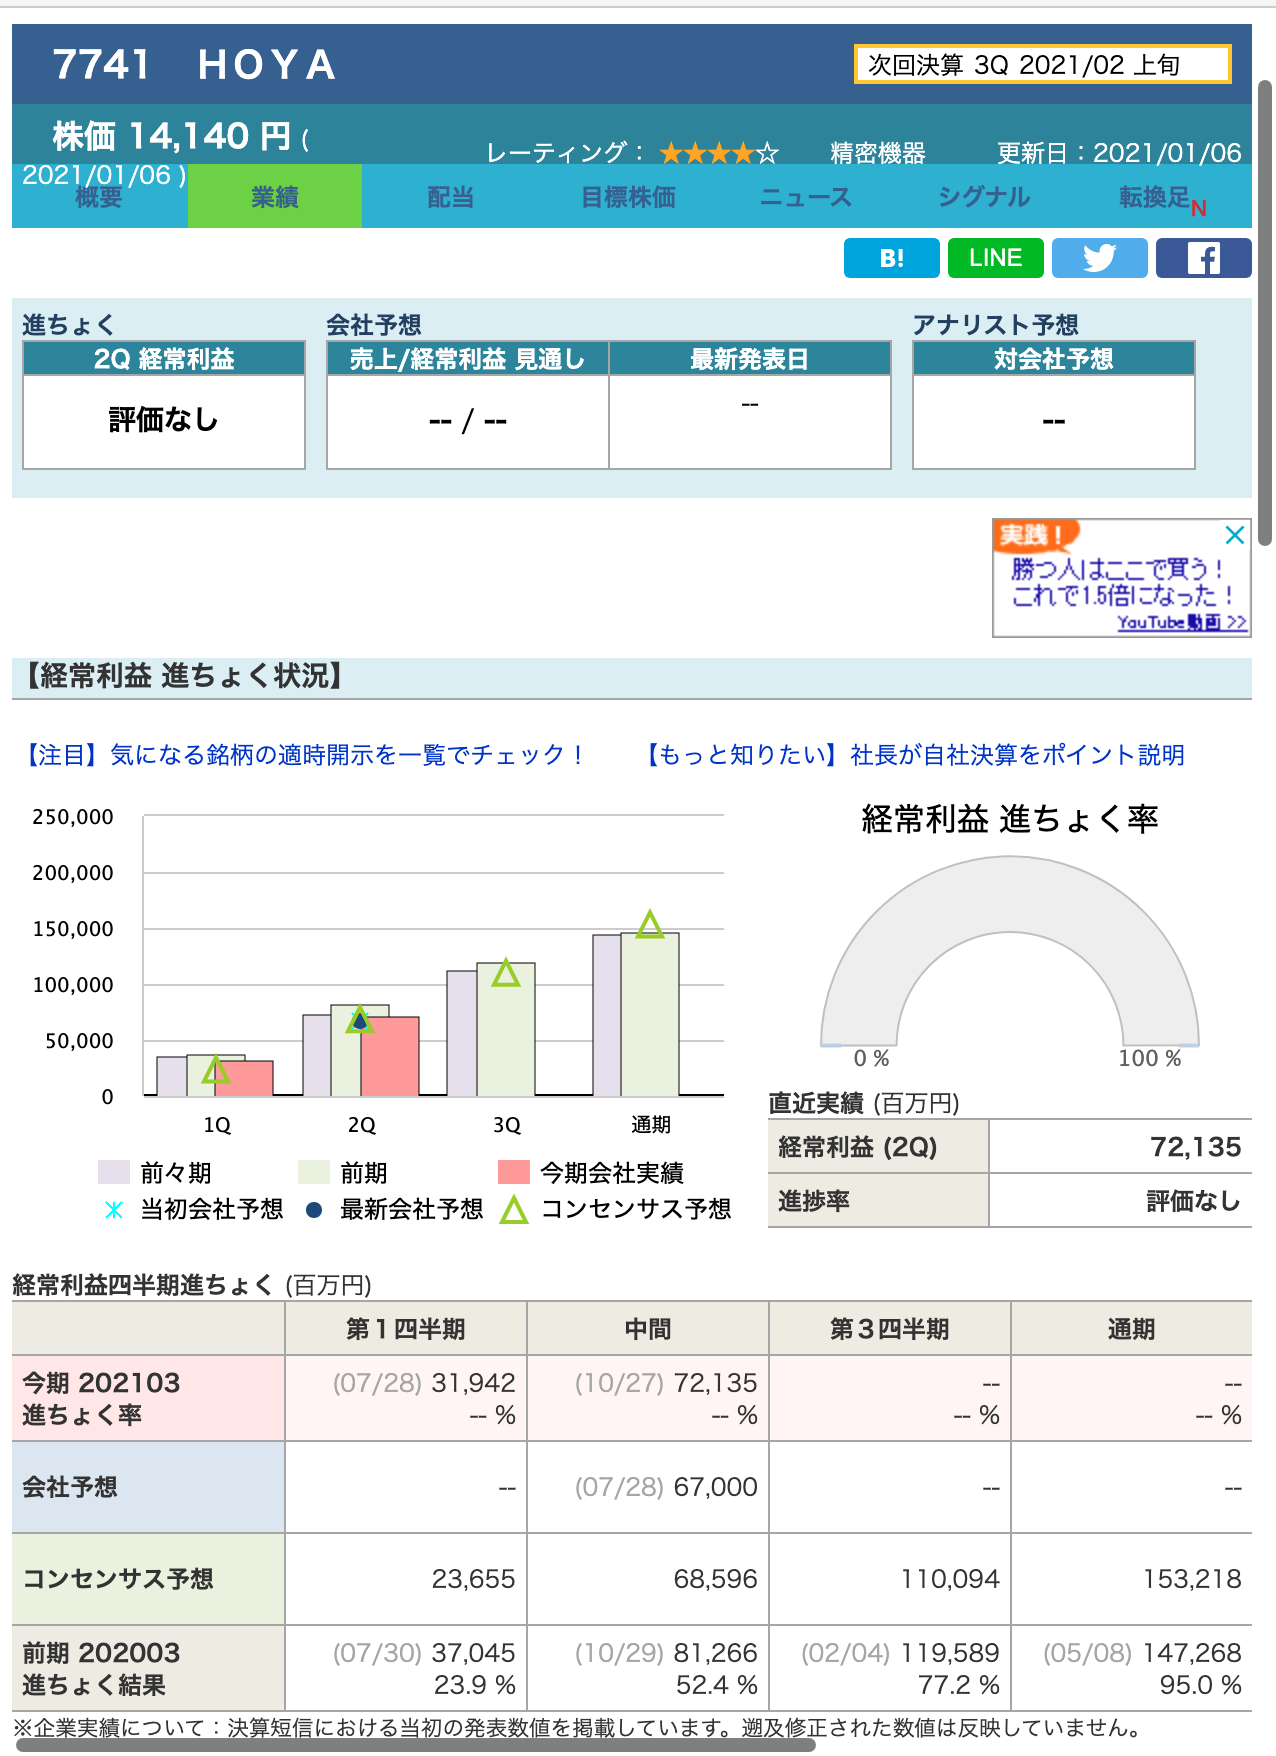 7741 HOYA
次回決算 3Q 2021/02 上旬
株価 14,140 円 (
2021/01/06 )
レーティング： ★★★★☆ 精密機器 更新日：2021/01/06
概要 業績 配当 目標株価 ニュース シグナル 転換足N
B! LINE
進ちょく 会社予想 アナリスト予想
2Q 経常利益 売上/経常利益 見通し 最新発表日 対会社予想
評価なし -- / -- -- --
実践！
勝つ人はここで買う！
これで1.5倍になった！
YouTube動画 >>
【経常利益 進ちょく状況】
【注目】気になる銘柄の適時開示を一覧でチェック！ 【もっと知りたい】社長が自社決算をポイント説明
250,000
200,000
150,000
100,000
50,000
0
1Q 2Q 3Q 通期
前々期 前期 今期会社実績
当初会社予想 最新会社予想 コンセンサス予想
経常利益 進ちょく率
0 % 100 %
直近実績 (百万円)
経常利益 (2Q) 72,135
進捗率 評価なし
経常利益四半期進ちょく (百万円)
第１四半期 中間 第３四半期 通期
今期 202103 (07/28) 31,942 (10/27) 72,135 -- --
進ちょく率 -- % -- % -- % -- %
会社予想 -- (07/28) 67,000 -- --
コンセンサス予想 23,655 68,596 110,094 153,218
前期 202003 (07/30) 37,045 (10/29) 81,266 (02/04) 119,589 (05/08) 147,268
進ちょく結果 23.9 % 52.4 % 77.2 % 95.0 %
※企業実績について：決算短信における当初の発表数値を掲載しています。遡及修正された数値は反映していません。